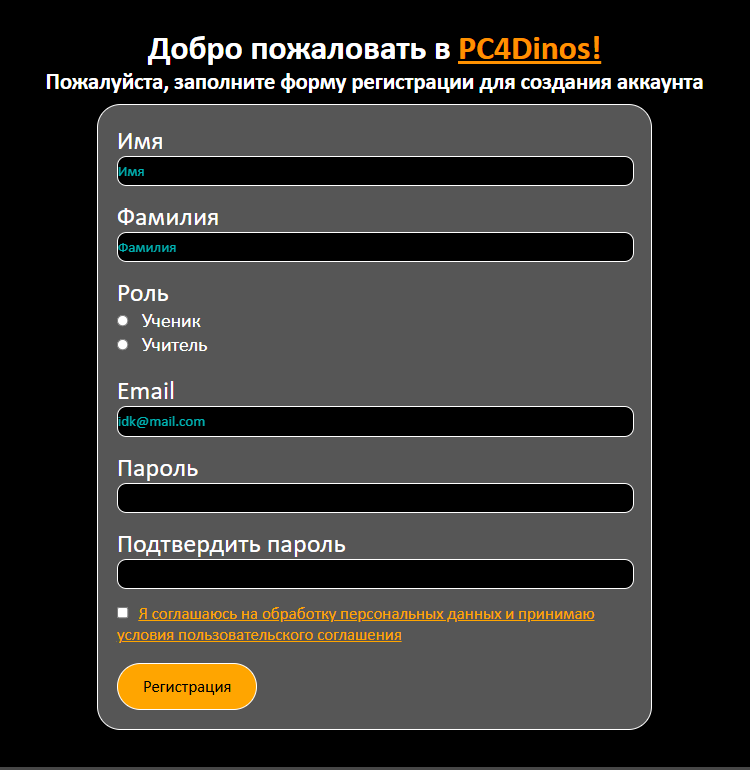 Добро пожаловать в PC4Dinos!
Пожалуйста, заполните форму регистрации для создания аккаунта
Имя
Имя
Фамилия
Фамилия
Роль
Ученик
Учитель
Email
idk@mail.com
Пароль
Подтвердить пароль
Я соглашаюсь на обработку персональных данных и принимаю
условия пользовательского соглашения
Регистрация